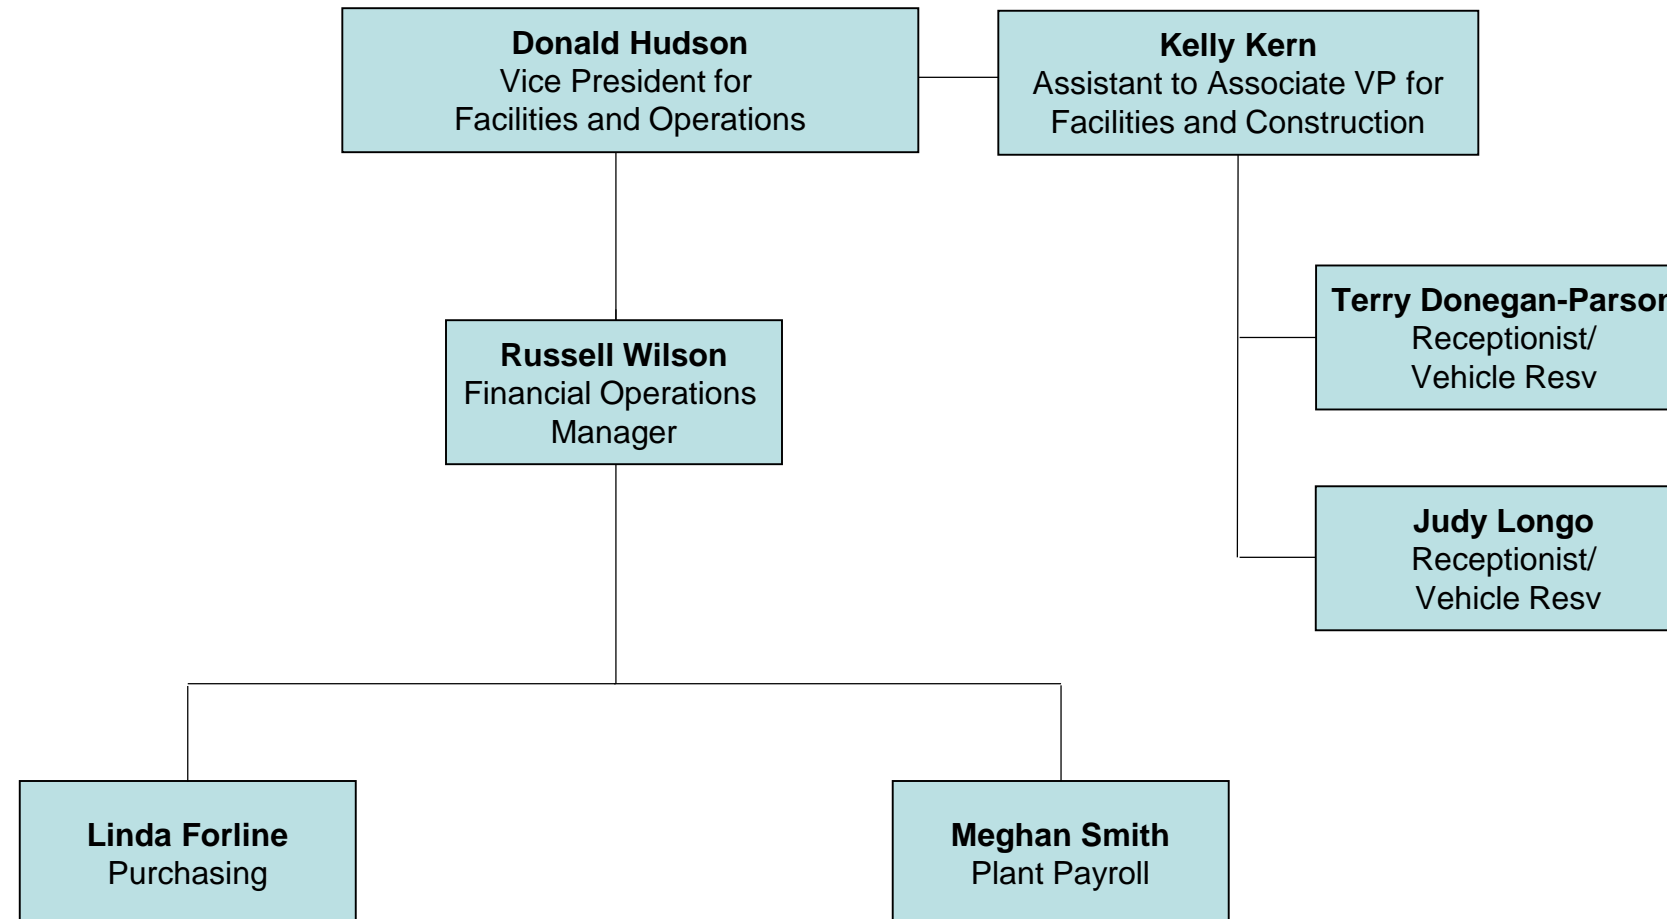 Donald Hudson
Vice President for
Facilities and Operations
Kelly Kern
Assistant to Associate VP for
Facilities and Construction
Terry Donegan-Parson
Receptionist/
Vehicle Resv
Russell Wilson
Financial Operations
Manager
Judy Longo
Receptionist/
Vehicle Resv
Linda Forline
Purchasing
Meghan Smith
Plant Payroll